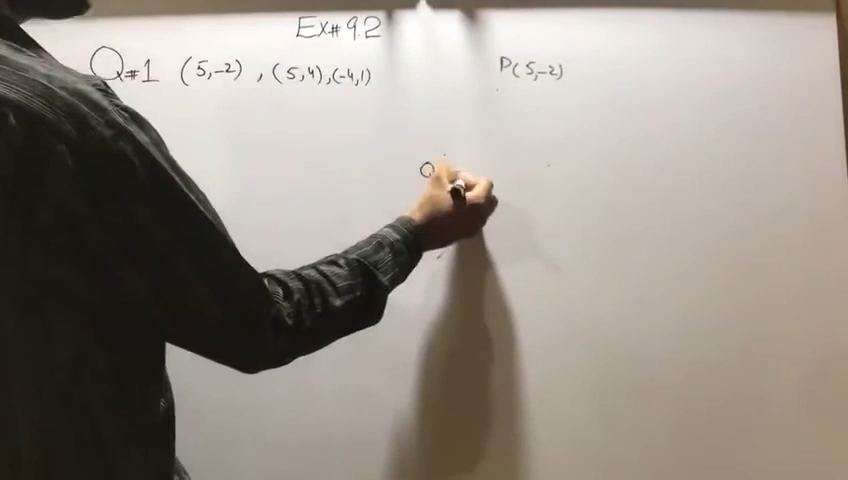 Ex# 9.2
Q#1 (5,-2) , (5,4),(-4,1)
P(5,-2)
Q